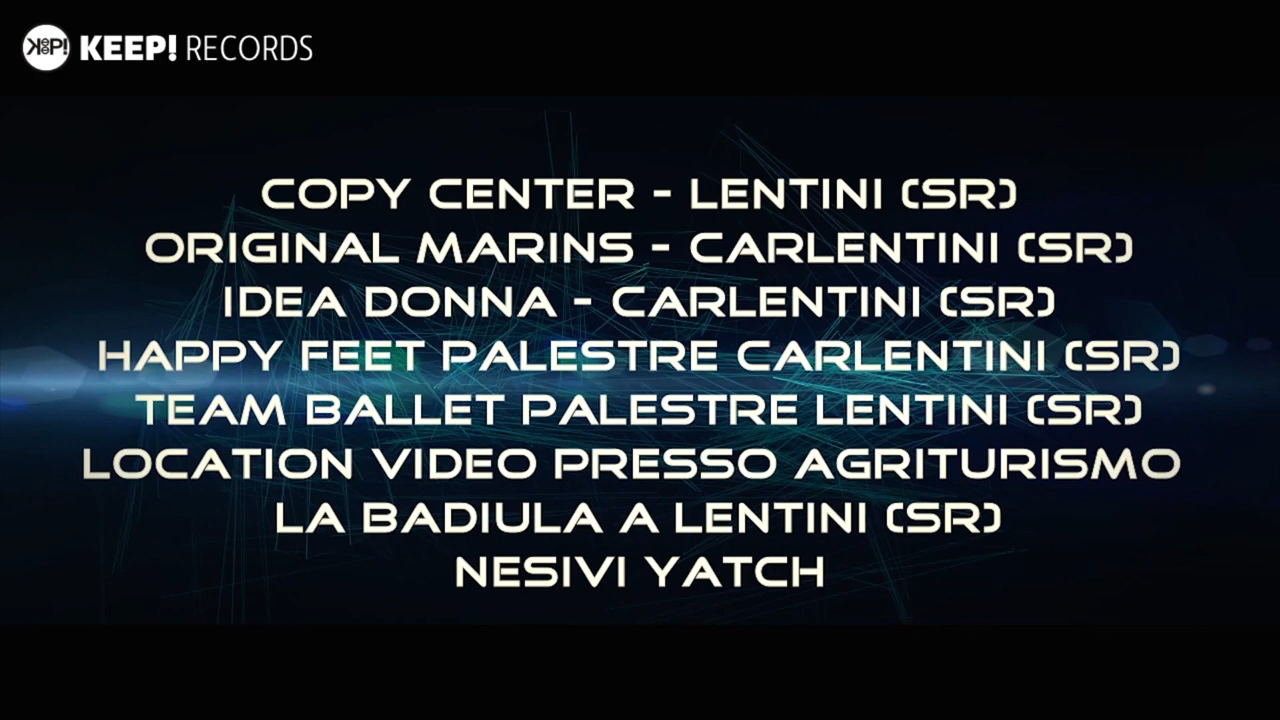 KEEP! KEEP! RECORDS
COPY CENTER - LENTINI (SR)
ORIGINAL MARINS - CARLENTINI (SR)
IDEA DONNA - CARLENTINI (SR)
HAPPY FEET PALESTRE CARLENTINI (SR)
TEAM BALLET PALESTRE LENTINI (SR)
LOCATION VIDEO PRESSO AGRITURISMO
LA BADIULA A LENTINI (SR)
NESIVI YATCH